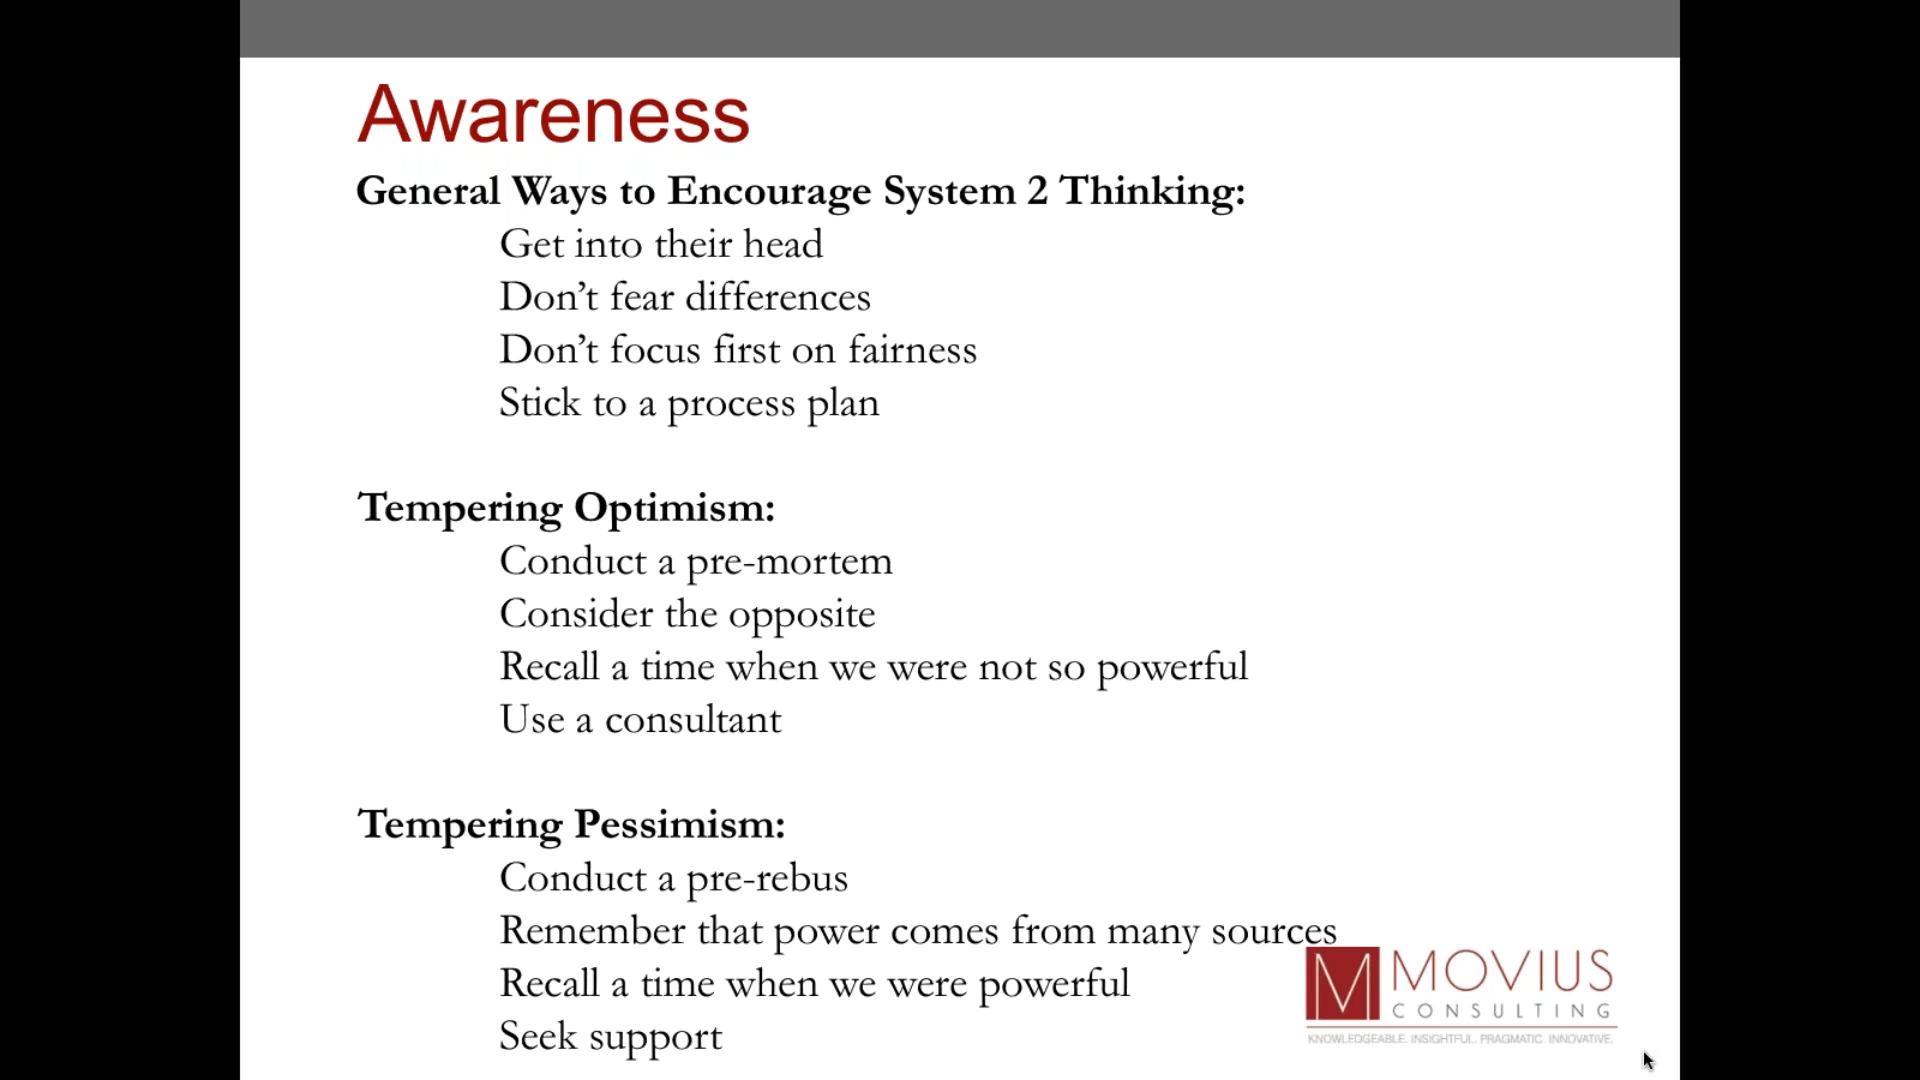 Awareness
General Ways to Encourage System 2 Thinking:
Get into their head
Don’t fear differences
Don’t focus first on fairness
Stick to a process plan
Tempering Optimism:
Conduct a pre-mortem
Consider the opposite
Recall a time when we were not so powerful
Use a consultant
Tempering Pessimism:
Conduct a pre-rebus
Remember that power comes from many sources
Recall a time when we were powerful
Seek support
M MOVIUS
CONSULTING
KNOWLEDGEABLE. INSIGHTFUL. PRAGMATIC. INNOVATIVE.